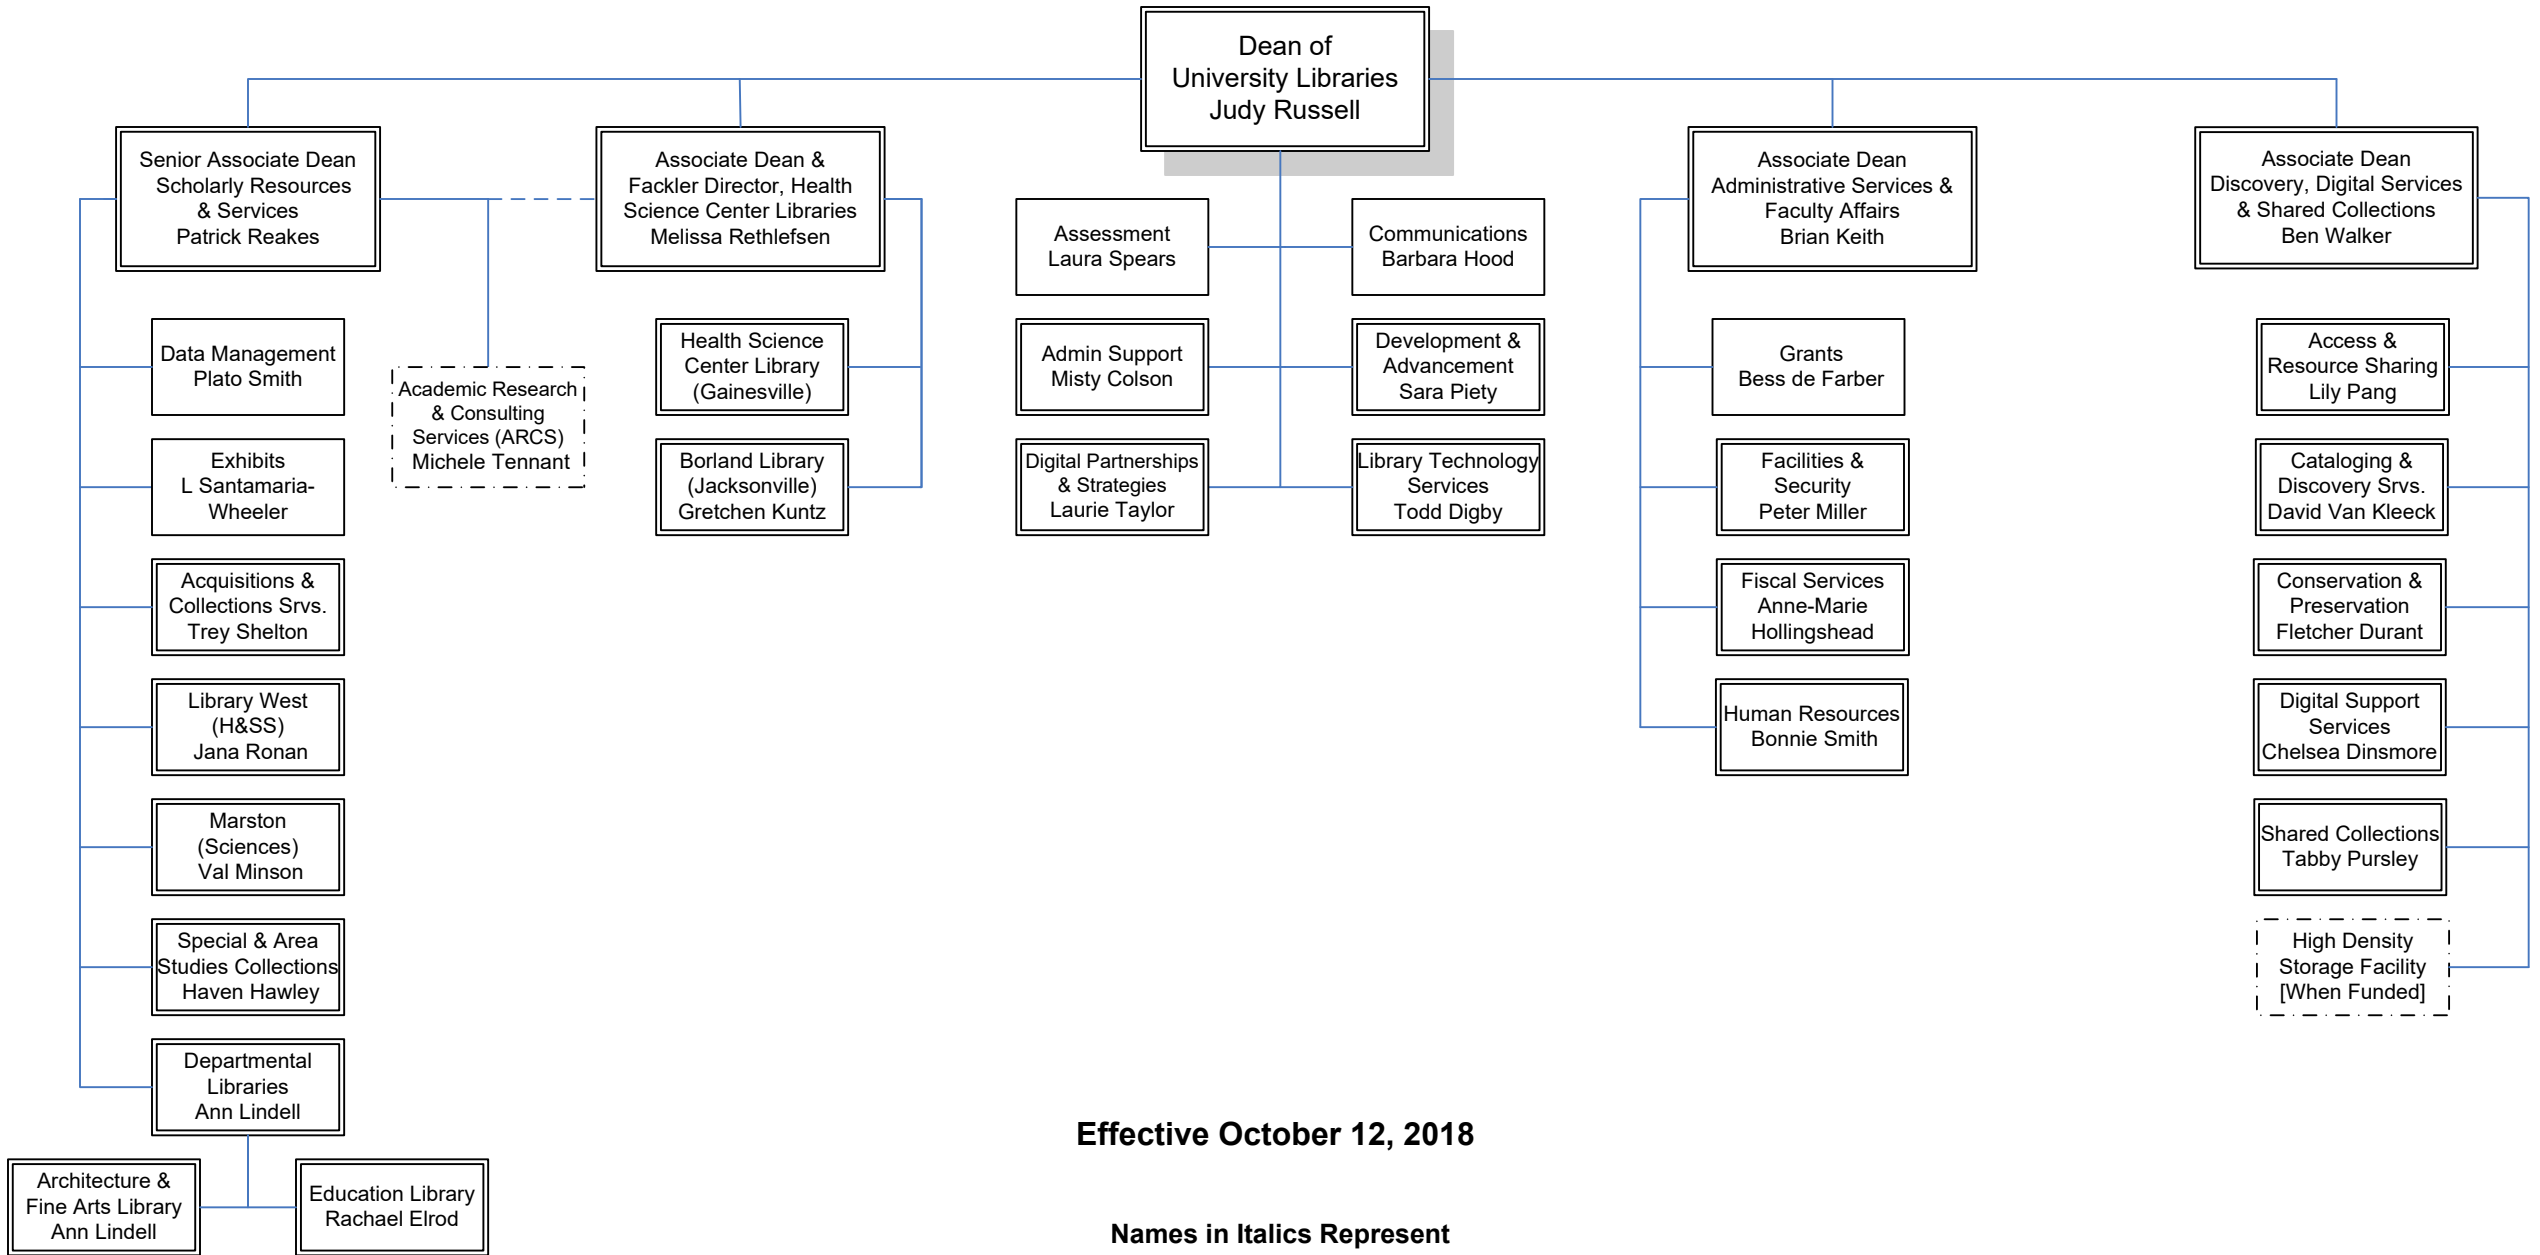 Dean of
University Libraries
Judy Russell
Senior Associate Dean
Scholarly Resources
& Services
Patrick Reakes
Associate Dean &
Fackler Director, Health
Science Center Libraries
Melissa Rethlefsen
Associate Dean
Administrative Services &
Faculty Affairs
Brian Keith
Associate Dean
Discovery, Digital Services
& Shared Collections
Ben Walker
Assessment
Laura Spears
Communications
Barbara Hood
Data Management
Plato Smith
Academic Research
& Consulting
Services (ARCS)
Michele Tennant
Health Science
Center Library
(Gainesville)
Admin Support
Misty Colson
Development &
Advancement
Sara Piety
Grants
Bess de Farber
Access &
Resource Sharing
Lily Pang
Exhibits
L Santamaria-
Wheeler
Borland Library
(Jacksonville)
Gretchen Kuntz
Digital Partnerships
& Strategies
Laurie Taylor
Library Technology
Services
Todd Digby
Facilities &
Security
Peter Miller
Cataloging &
Discovery Srvs.
David Van Kleeck
Acquisitions &
Collections Srvs.
Trey Shelton
Fiscal Services
Anne-Marie
Hollingshead
Conservation &
Preservation
Fletcher Durant
Library West
(H&SS)
Jana Ronan
Human Resources
Bonnie Smith
Digital Support
Services
Chelsea Dinsmore
Marston
(Sciences)
Val Minson
Shared Collections
Tabby Pursley
Special & Area
Studies Collections
Haven Hawley
High Density
Storage Facility
[When Funded]
Departmental
Libraries
Ann Lindell
Effective October 12, 2018
Architecture &
Fine Arts Library
Ann Lindell
Education Library
Rachael Elrod
Names in Italics Represent